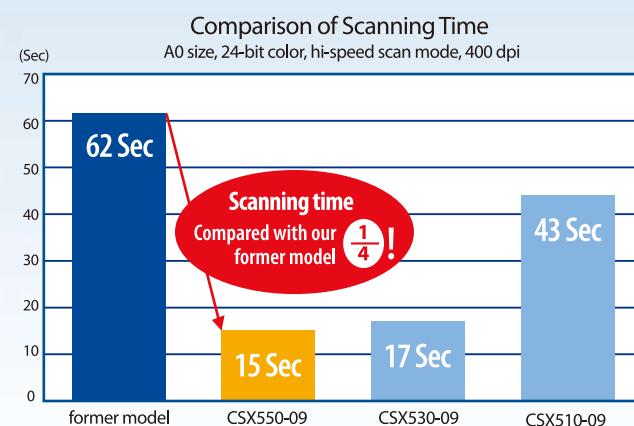 Comparison of Scanning Time
A0 size, 24-bit color, hi-speed scan mode, 400 dpi
(Sec)
70
60
50
40
30
20
10
0
62 Sec
Scanning time
Compared with our
former model
1
4
!
15 Sec
17 Sec
43 Sec
former model
CSX550-09
CSX530-09
CSX510-09